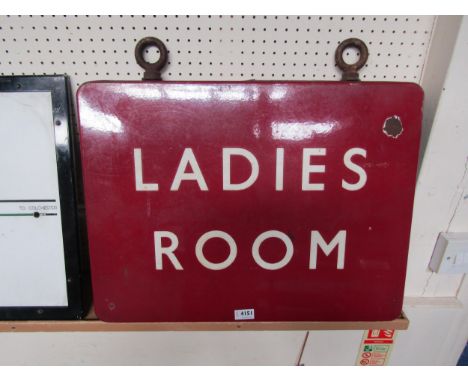 LADIES
ROOM
TO COLCHESTER
4151